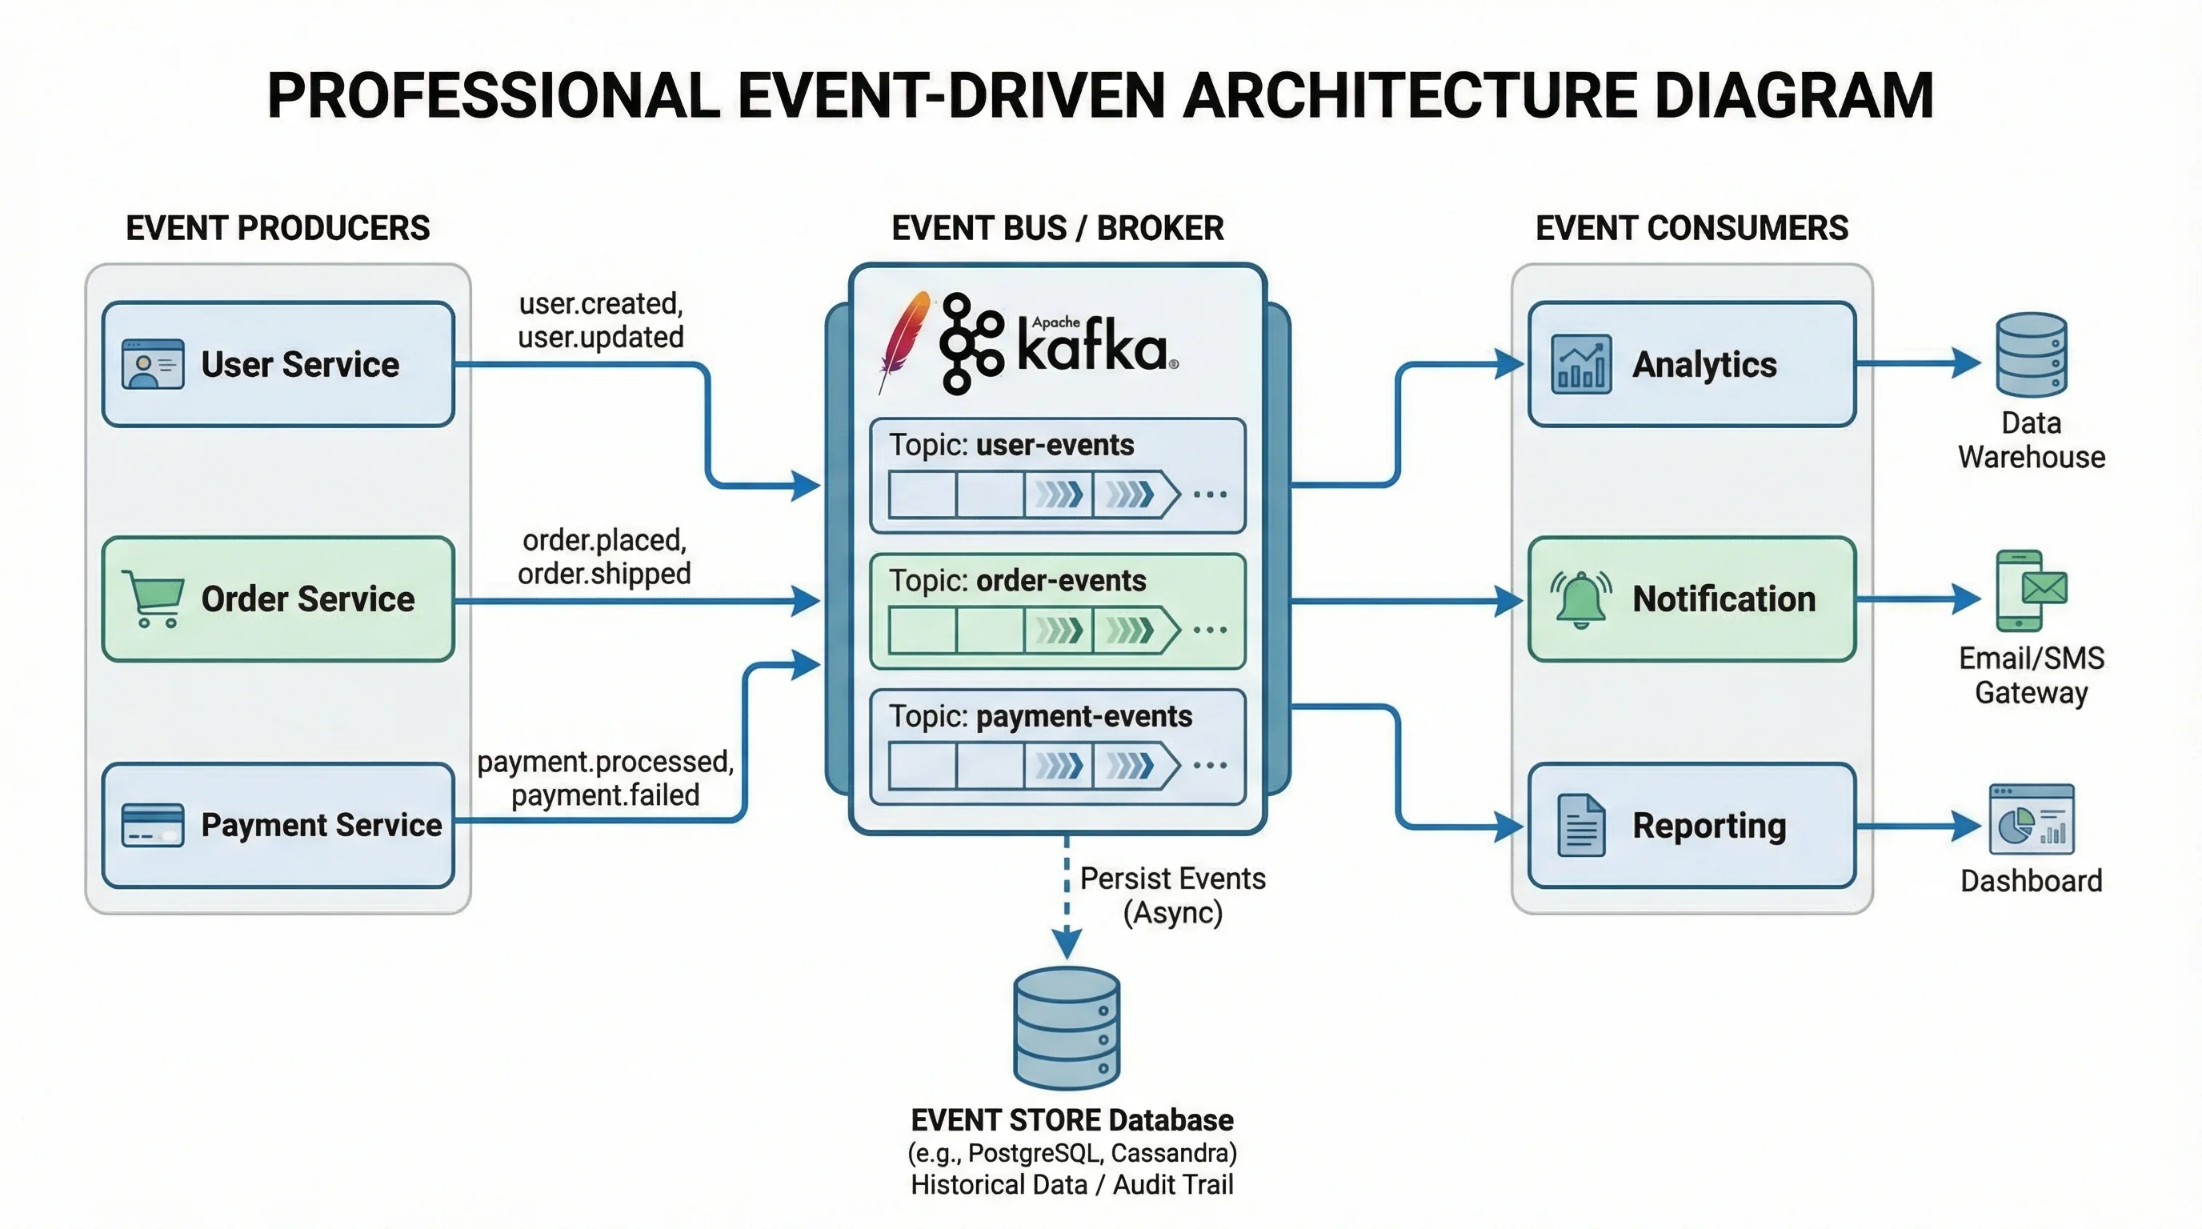 PROFESSIONAL EVENT-DRIVEN ARCHITECTURE DIAGRAM
EVENT PRODUCERS
User Service
Order Service
Payment Service
user.created,
user.updated
order.placed,
order.shipped
payment.processed,
payment.failed
EVENT BUS / BROKER
Apache
kafka®
Topic: user-events
Topic: order-events
Topic: payment-events
Persist Events
(Async)
EVENT STORE Database
(e.g., PostgreSQL, Cassandra)
Historical Data / Audit Trail
EVENT CONSUMERS
Analytics
Notification
Reporting
Data
Warehouse
Email/SMS
Gateway
Dashboard